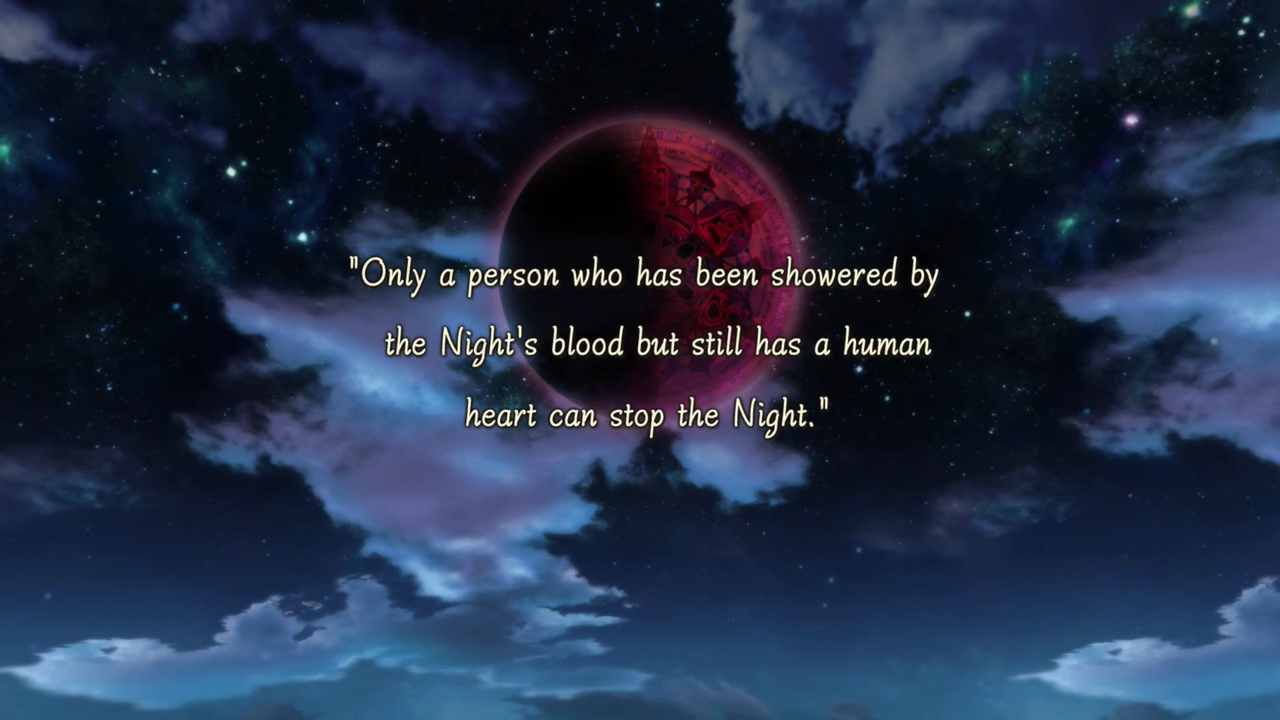 "Only a person who has been showered by
the Night's blood but still has a human
heart can stop the Night."